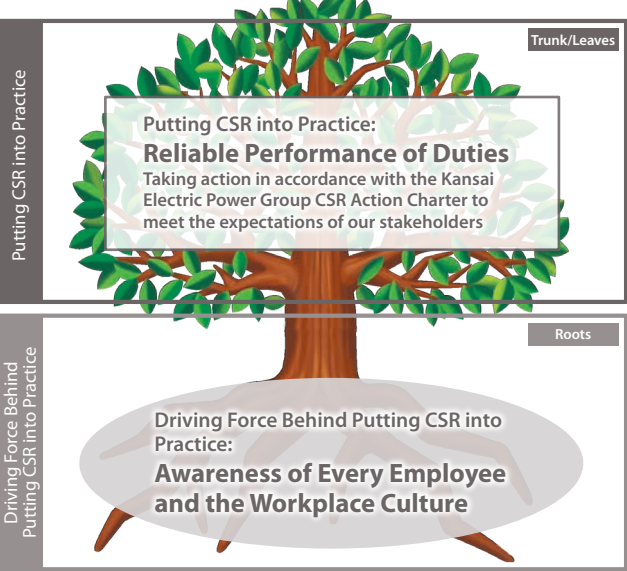 Trunk/Leaves
Putting CSR into Practice
Putting CSR into Practice:
Reliable Performance of Duties
Taking action in accordance with the Kansai
Electric Power Group CSR Action Charter to
meet the expectations of our stakeholders
Roots
Driving Force Behind
Putting CSR into Practice
Driving Force Behind Putting CSR into
Practice:
Awareness of Every Employee
and the Workplace Culture